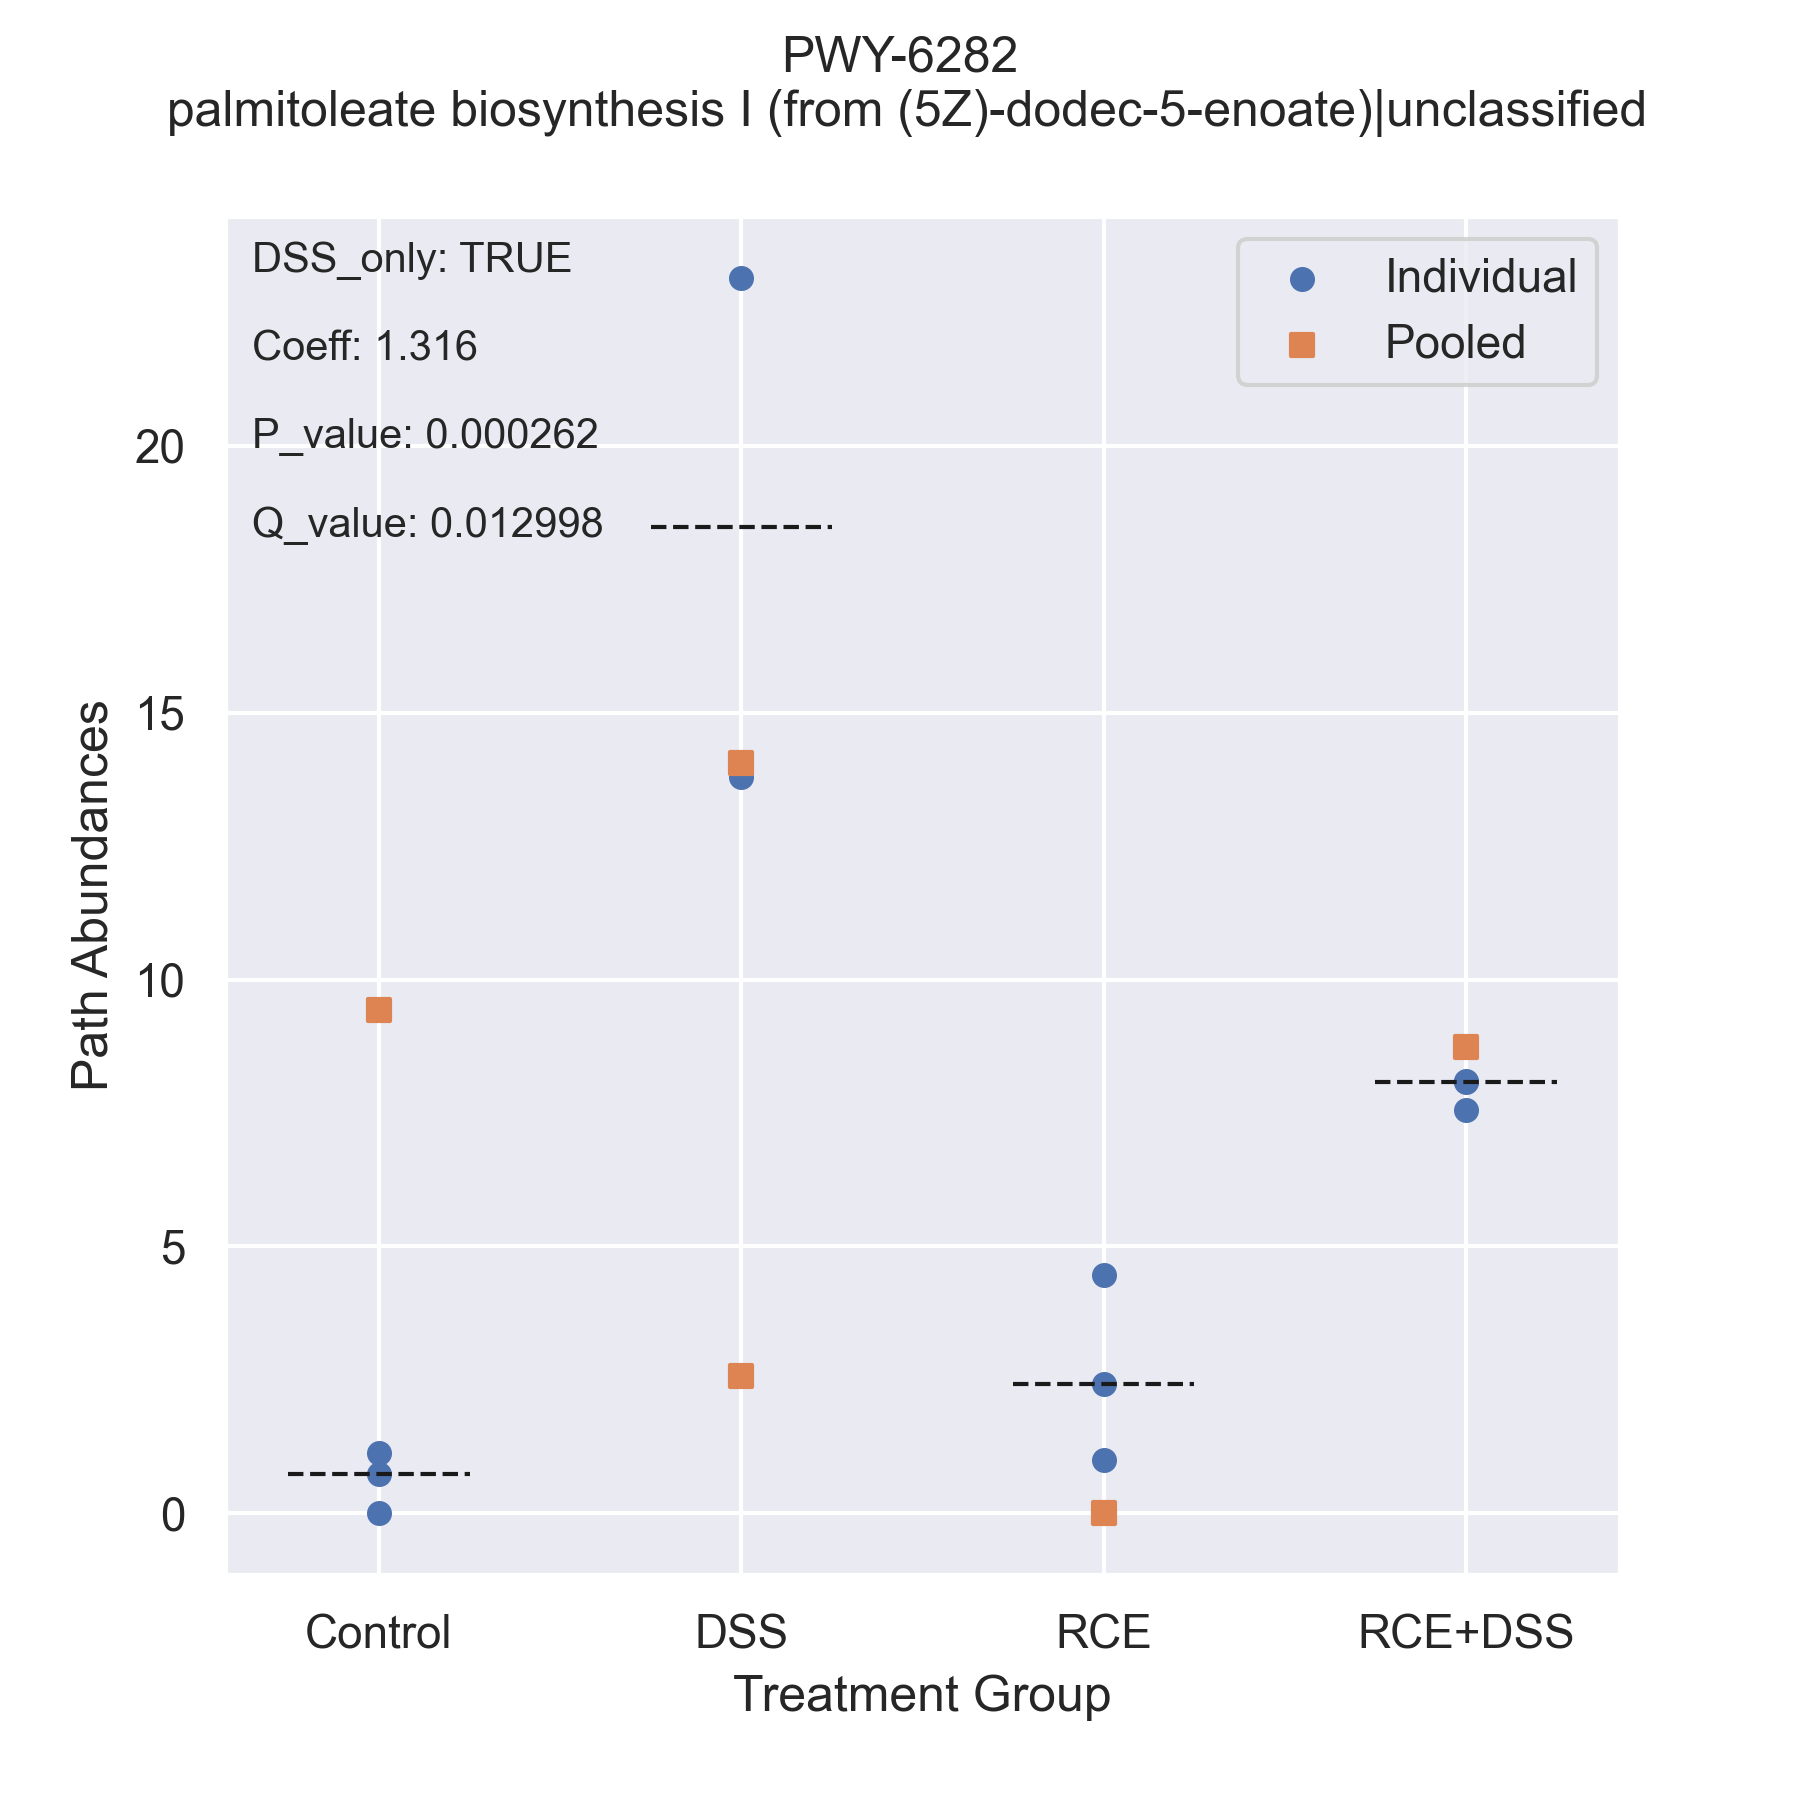 PWY-6282
palmitoleate biosynthesis I (from (5Z)-dodec-5-enoate)|unclassified
DSS_only: TRUE
Coeff: 1.316
P_value: 0.000262
Q_value: 0.012998
Individual
Pooled
Path Abundances
20
15
10
5
0
Control
DSS
RCE
RCE+DSS
Treatment Group